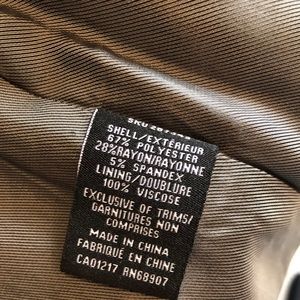 SKU
SHELL/EXTÉRIEUR
67% POLYESTER
28%RAYON/RAYONNE
5% SPANDEX
LINING/DOUBLURE
100% VISCOSE
EXCLUSIVE OF TRIMS/
GARNITURES NON
COMPRISES
MADE IN CHINA
FABRIQUÉ EN CHINE
CA01217 RN68907